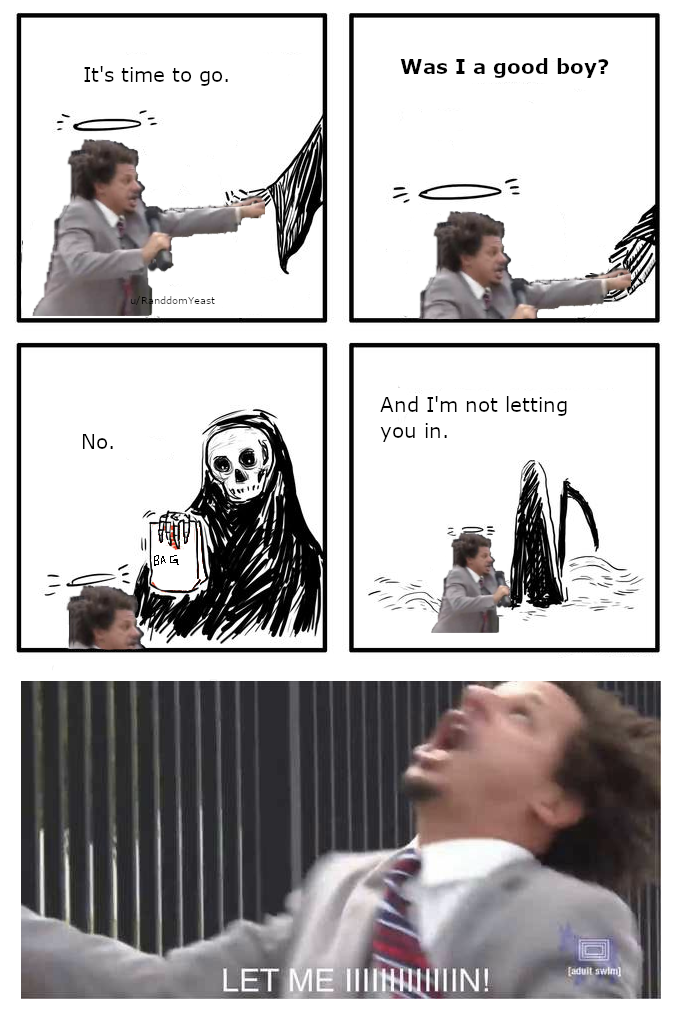 It's time to go.
u/RanddomYeast
Was I a good boy?
No.
BAG
And I'm not letting
you in.
LET ME IIIIIIIIIIIIIN!
[adult swim]